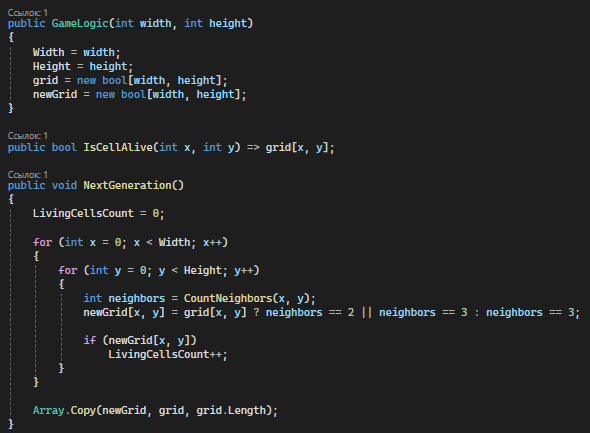 Ссылок: 1
public GameLogic(int width, int height)
{
    Width = width;
    Height = height;
    grid = new bool[width, height];
    newGrid = new bool[width, height];
}
Ссылок: 1
public bool IsCellAlive(int x, int y) => grid[x, y];
Ссылок: 1
public void NextGeneration()
{
    LivingCellsCount = 0;
    for (int x = 0; x < Width; x++)
    {
        for (int y = 0; y < Height; y++)
        {
            int neighbors = CountNeighbors(x, y);
            newGrid[x, y] = grid[x, y] ? neighbors == 2 || neighbors == 3 : neighbors == 3;
            if (newGrid[x, y])
                LivingCellsCount++;
        }
    }
    Array.Copy(newGrid, grid, grid.Length);
}